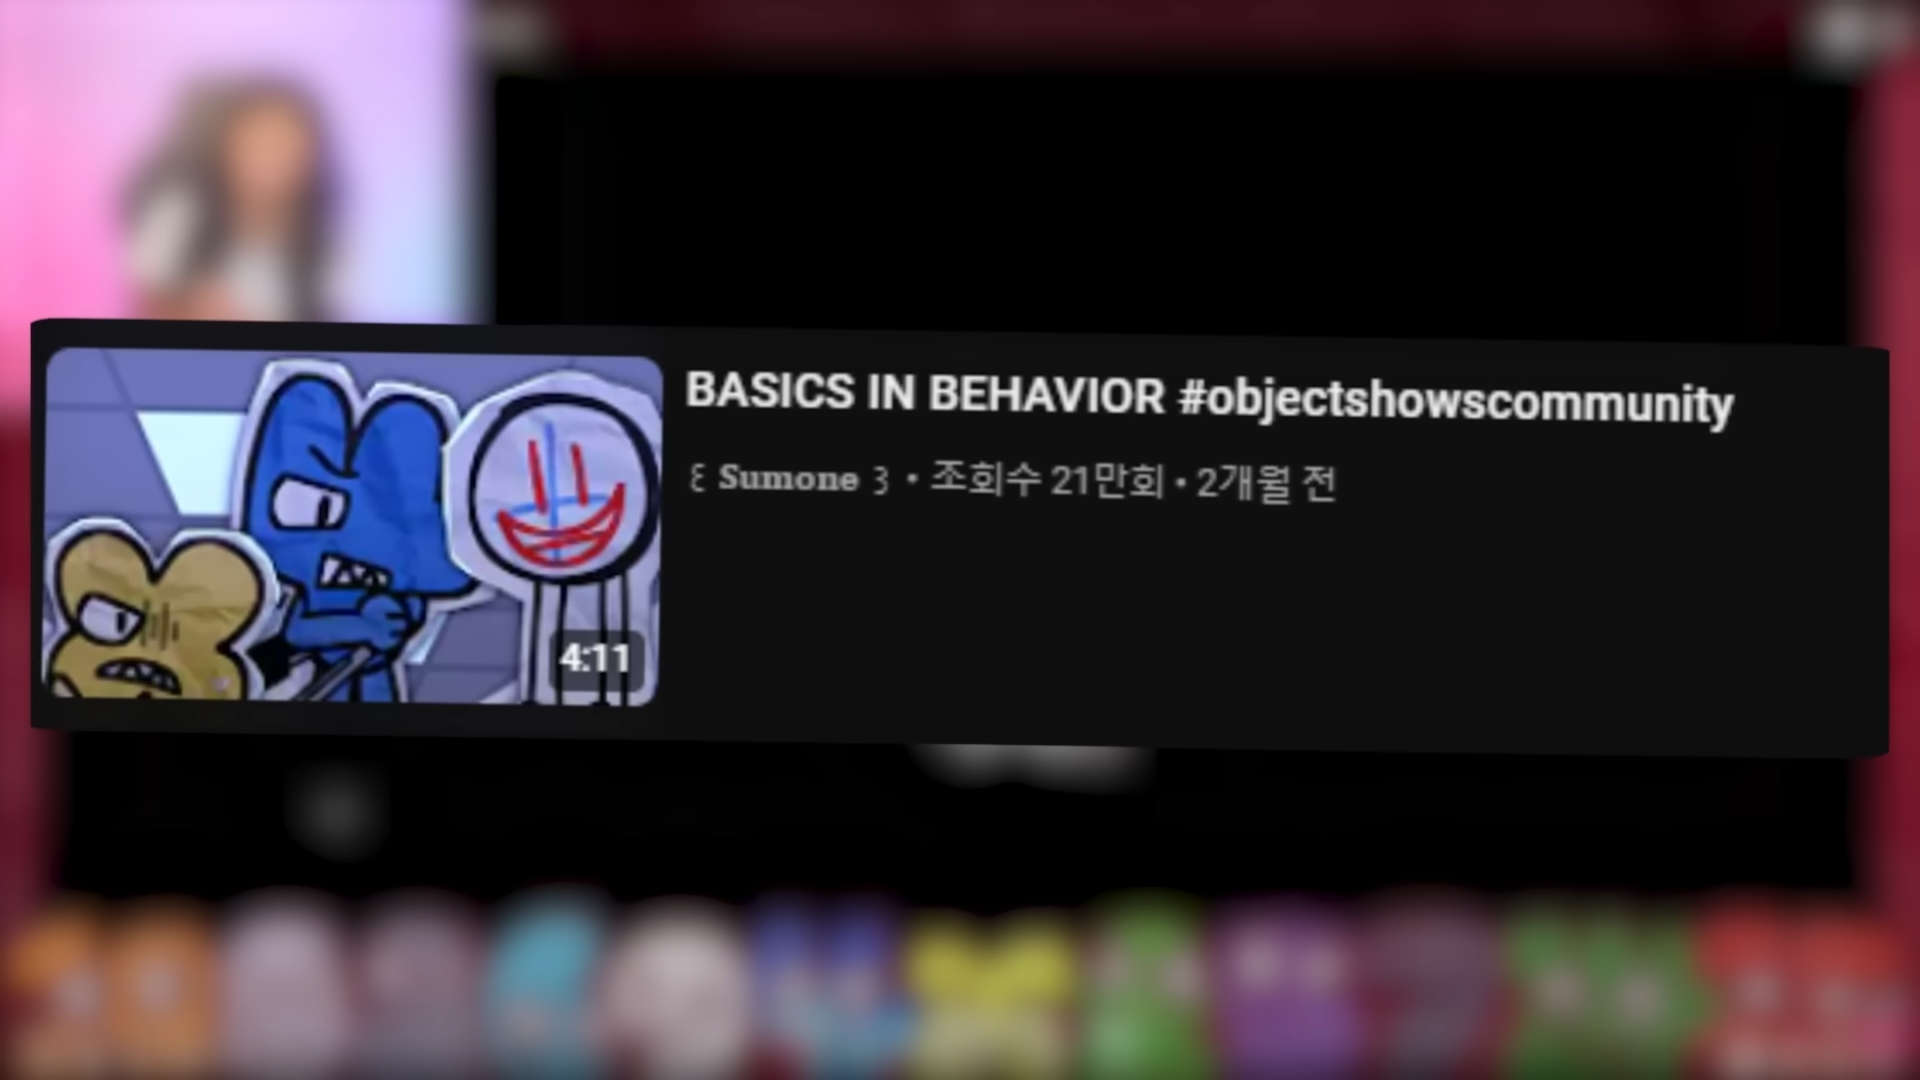 BASICS IN BEHAVIOR #objectshowscommunity
꒰ Sumone ꒱ • 조회수 21만회 • 2개월 전
4:11